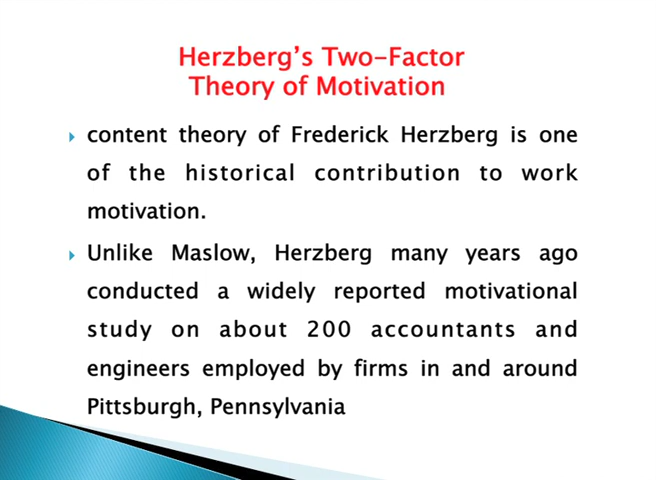 Herzberg's Two-Factor
Theory of Motivation
content theory of Frederick Herzberg is one
of the historical contribution to work
motivation.
Unlike Maslow, Herzberg many years ago
conducted a widely reported motivational
study on about 200 accountants and
engineers employed by firms in and around
Pittsburgh, Pennsylvania